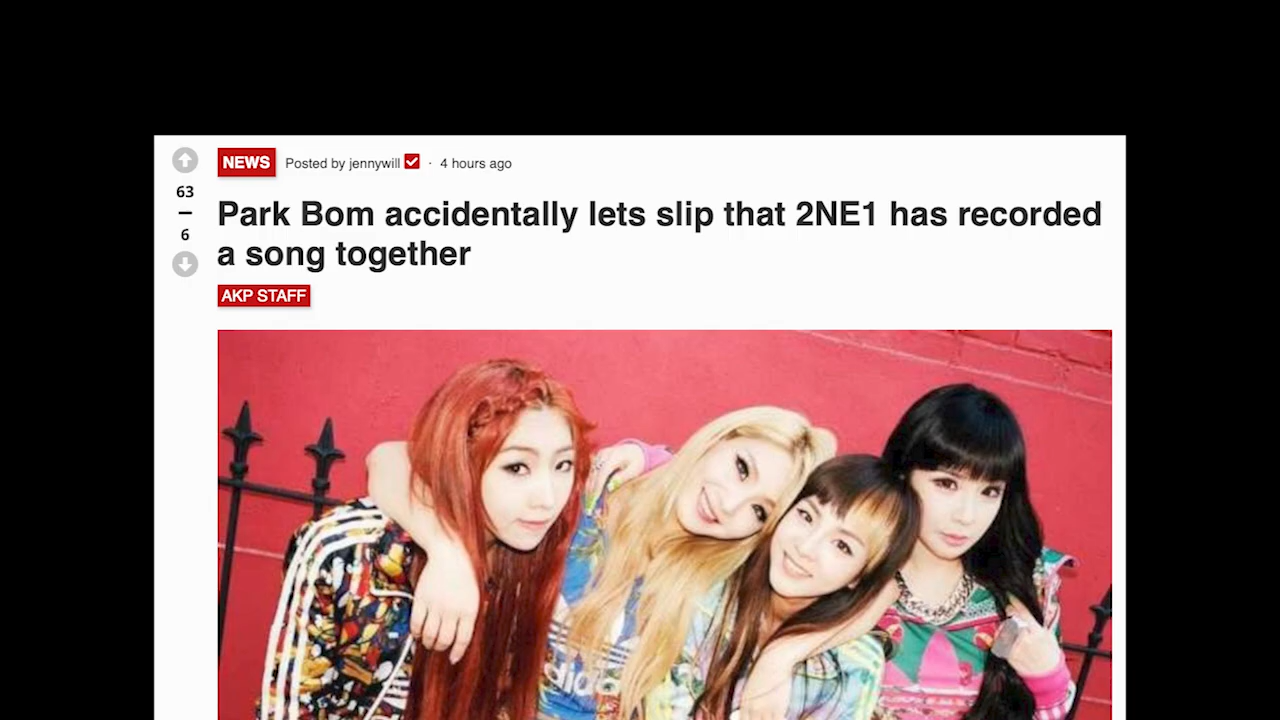 NEWS Posted by jennywill · 4 hours ago
63
6
Park Bom accidentally lets slip that 2NE1 has recorded
a song together
AKP STAFF
adidas